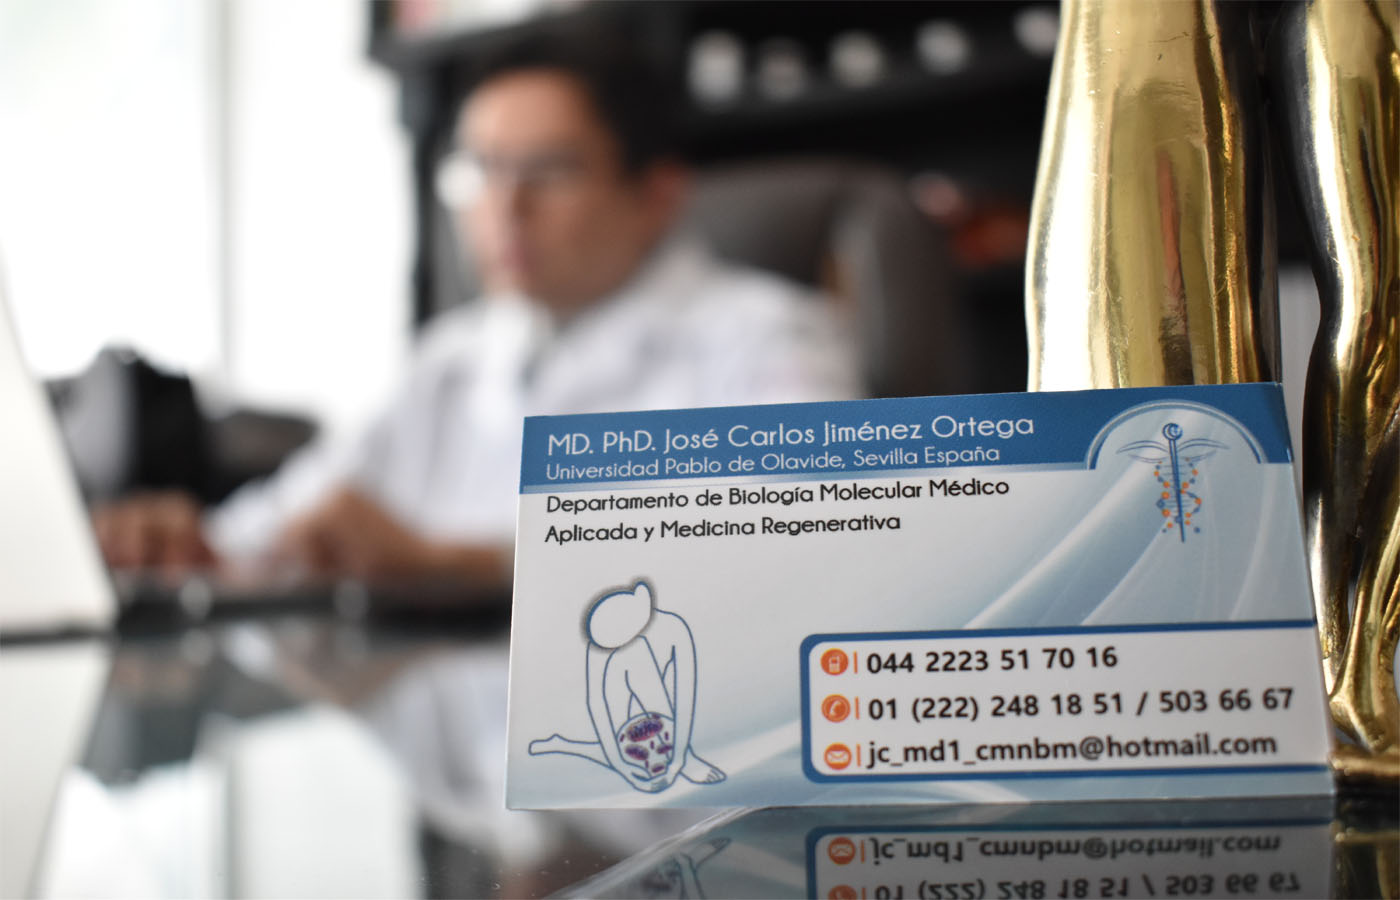 MD. PhD. José Carlos Jiménez Ortega
Universidad Pablo de Olavide, Sevilla España
Departamento de Biología Molecular Médico
Aplicada y Medicina Regenerativa
044 2223 51 70 16
01 (222) 248 18 51 / 503 66 67
jc_md1_cmnbm@hotmail.com